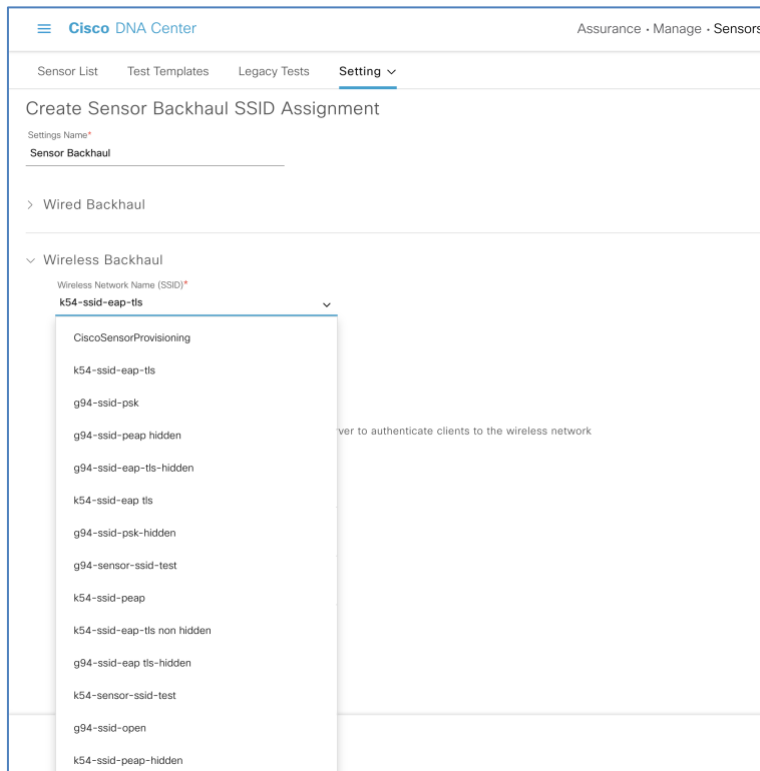 Cisco DNA Center
Assurance · Manage · Sensors
Sensor List Test Templates Legacy Tests Setting
Create Sensor Backhaul SSID Assignment
Settings Name*
Sensor Backhaul
Wired Backhaul
Wireless Backhaul
Wireless Network Name (SSID)*
k54-ssid-eap-tls
CiscoSensorProvisioning
k54-ssid-eap-tls
g94-ssid-psk
g94-ssid-peap hidden
ver to authenticate clients to the wireless network
g94-ssid-eap-tls-hidden
k54-ssid-eap tls
g94-ssid-psk-hidden
g94-sensor-ssid-test
k54-ssid-peap
k54-ssid-eap-tls non hidden
g94-ssid-eap tls-hidden
k54-sensor-ssid-test
g94-ssid-open
k54-ssid-peap-hidden